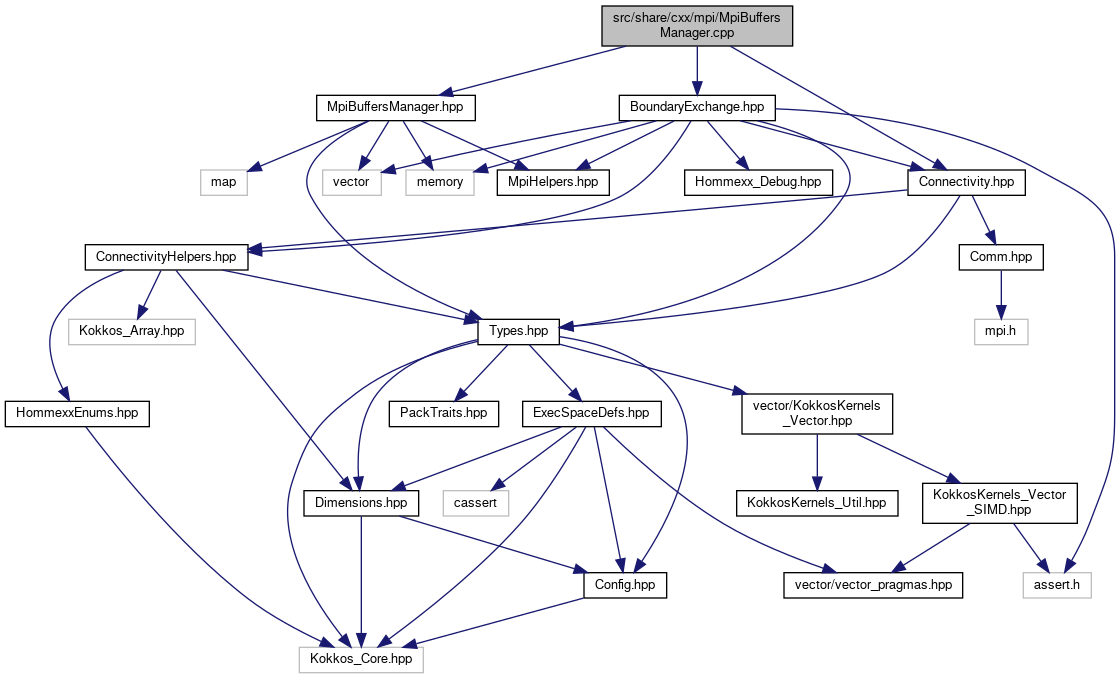 src/share/cxx/mpi/MpiBuffers
Manager.cpp
MpiBuffersManager.hpp
BoundaryExchange.hpp
map
vector
memory
MpiHelpers.hpp
Hommexx_Debug.hpp
Connectivity.hpp
ConnectivityHelpers.hpp
Comm.hpp
Kokkos_Array.hpp
Types.hpp
mpi.h
HommexxEnums.hpp
PackTraits.hpp
ExecSpaceDefs.hpp
vector/KokkosKernels
_Vector.hpp
Dimensions.hpp
cassert
KokkosKernels_Util.hpp
KokkosKernels_Vector
_SIMD.hpp
Config.hpp
vector/vector_pragmas.hpp
assert.h
Kokkos_Core.hpp